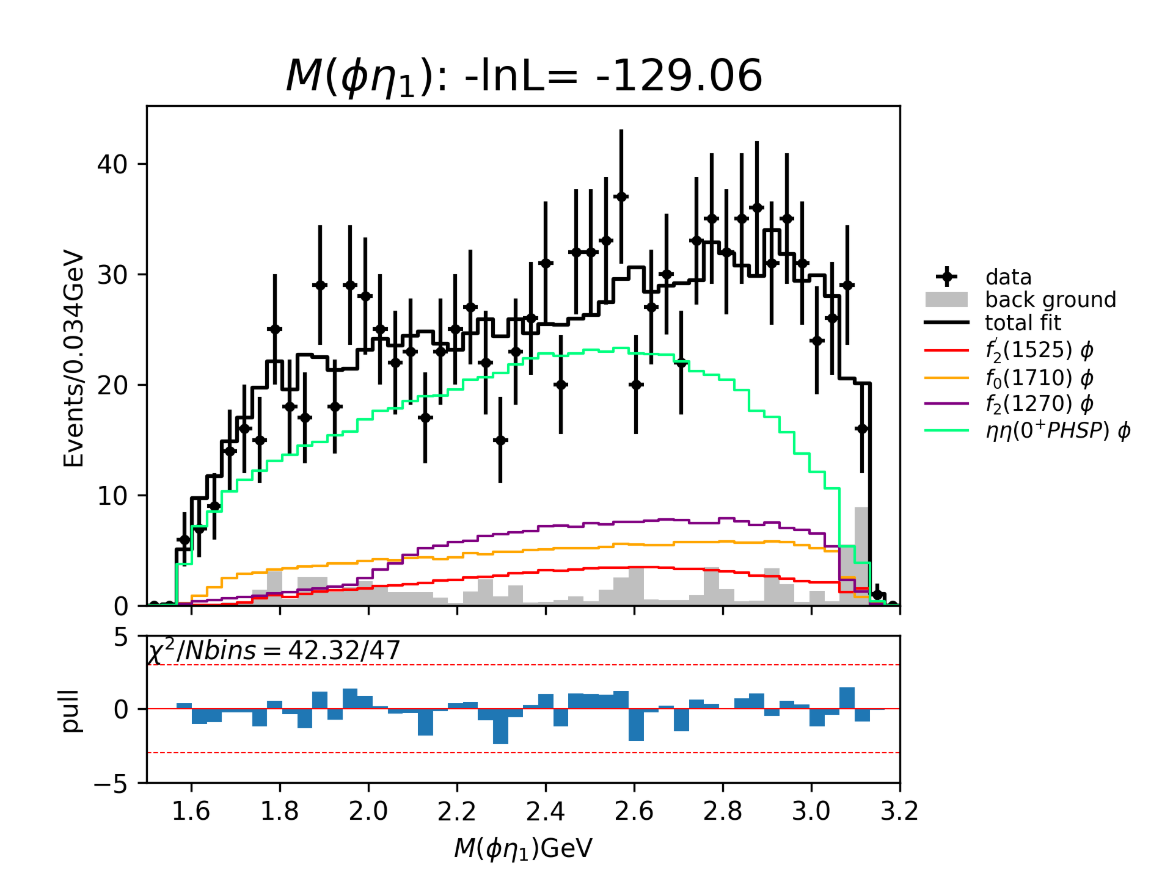 M(ϕη₁): -lnL= -129.06
Events/0.034GeV
40
30
20
10
0
data
back ground
total fit
f₂′(1525) ϕ
f₀(1710) ϕ
f₂(1270) ϕ
ηη(0⁺PHSP) ϕ
χ²/Nbins = 42.32/47
pull
5
0
−5
1.6 1.8 2.0 2.2 2.4 2.6 2.8 3.0 3.2
M(ϕη₁)GeV